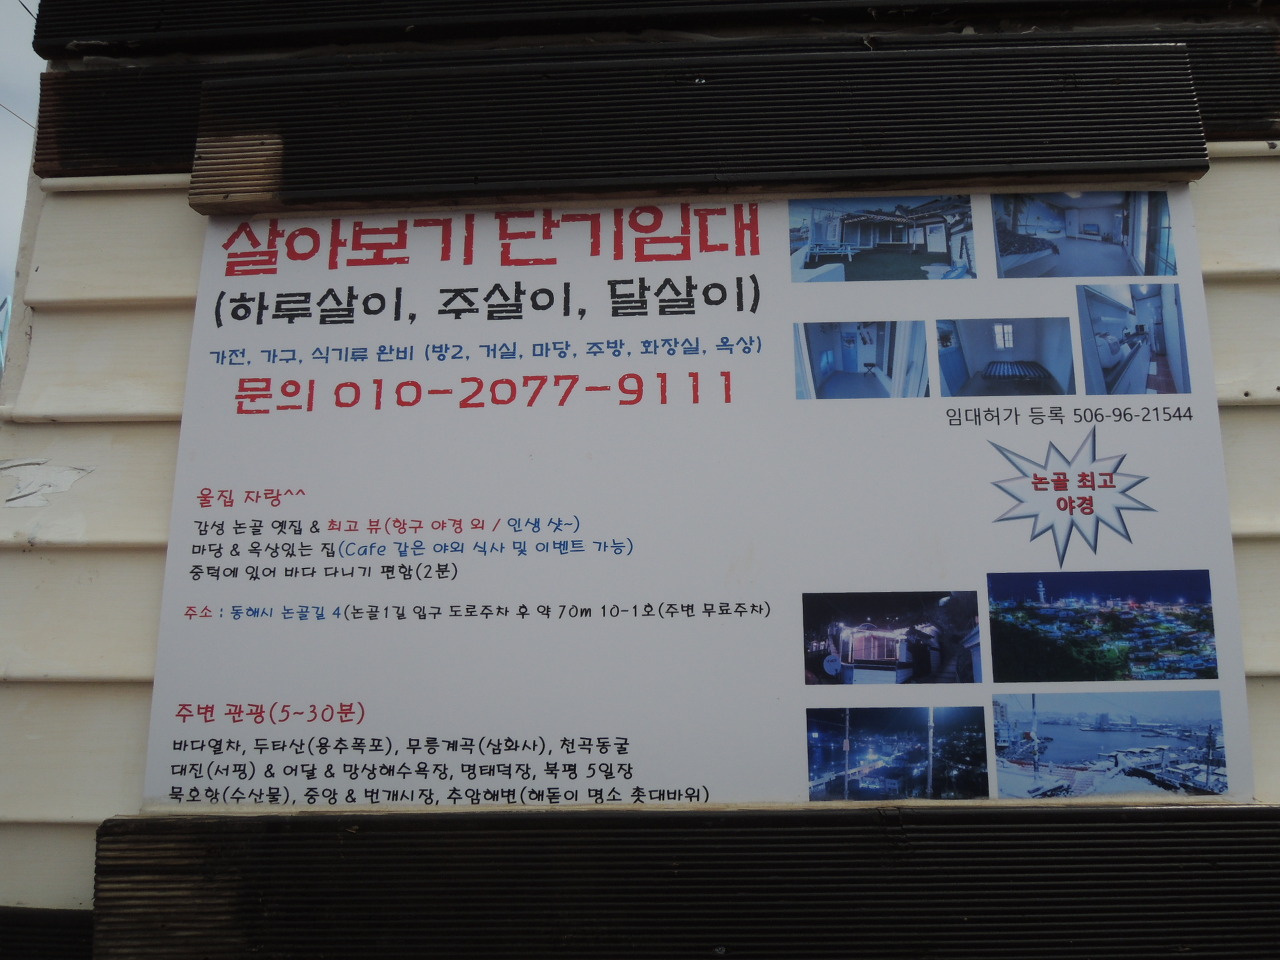 살아보기 단기임대
(하루살이, 주살이, 달살이)
가전, 가구, 식기류 완비 (방2, 거실, 마당, 주방, 화장실, 옥상)
문의 010-2077-9111
임대허가 등록 506-96-21544
논골 최고
야경
울집 자랑^^
감성 논골 옛집 & 최고 뷰(항구 야경 외 / 인생 샷~)
마당 & 옥상있는 집(Cafe 같은 야외 식사 및 이벤트 가능)
중턱에 있어 바다 다니기 편함(2분)
주소 : 동해시 논골길 4(논골1길 입구 도로주차 후 약 70m 10-1호(주변 무료주차)
주변 관광(5~30분)
바다열차, 두타산(용추폭포), 무릉계곡(삼화사), 천곡동굴
대진(서핑) & 어달 & 망상해수욕장, 명태덕장, 북평 5일장
묵호항(수산물), 중앙 & 번개시장, 추암해변(해돋이 명소 촛대바위)